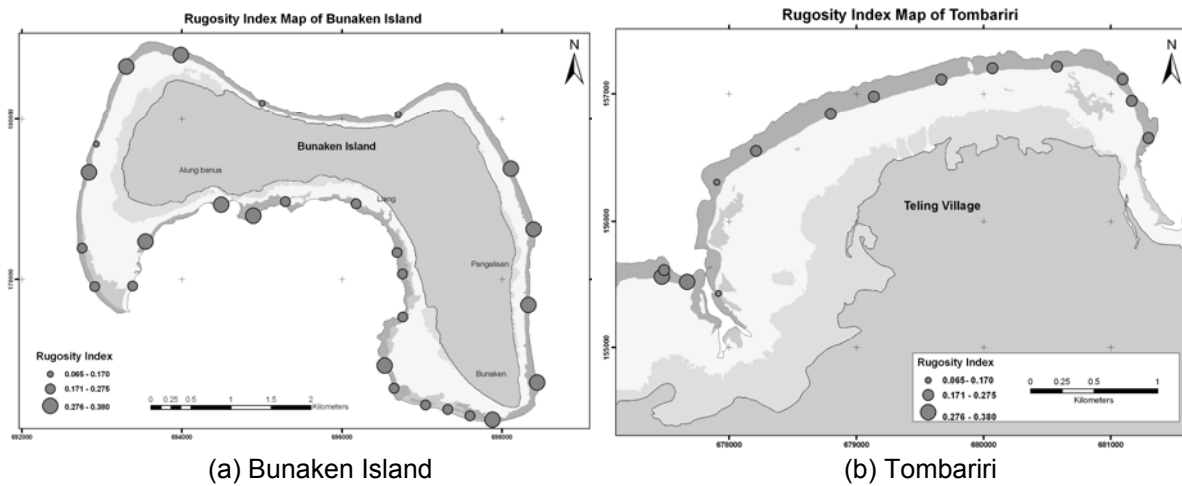 Rugosity Index Map of Bunaken Island
N
Bunaken Island
Alung banua
Liang
Pangalisan
Bunaken
Rugosity Index
0.065 - 0.170
0.171 - 0.275
0.276 - 0.380
0 0.25 0.5 1 1.5 2
Kilometers
692000 694000 696000 698000
(a) Bunaken Island
Rugosity Index Map of Tombariri
N
157000
156000
155000
Teling Village
Rugosity Index
0.065- 0.170
0.171 - 0.275
0.276 - 0.380
0 0.25 0.5 1
Kilometers
678000 679000 680000 681000
(b) Tombariri